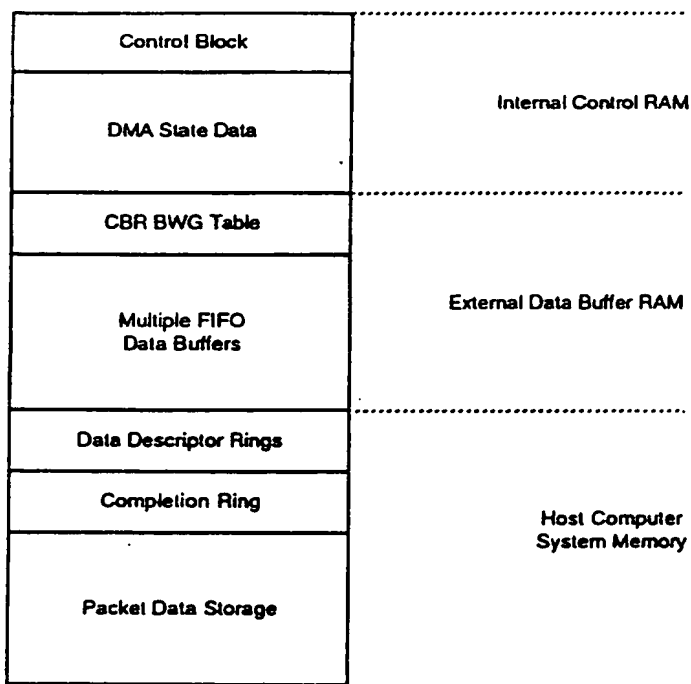 Control Block
DMA State Data
Internal Control RAM
CBR BWG Table
Multiple FIFO
Data Buffers
External Data Buffer RAM
Data Descriptor Rings
Completion Ring
Packet Data Storage
Host Computer
System Memory